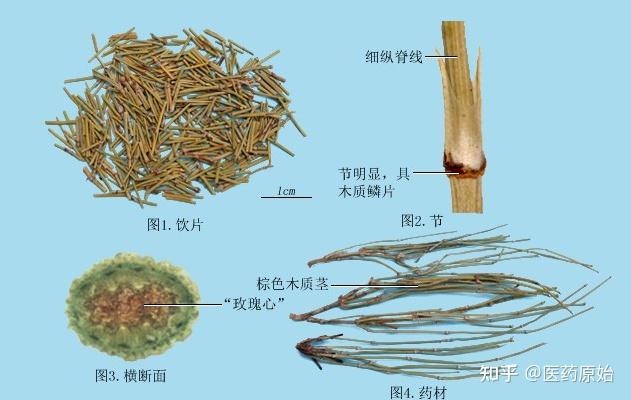 细纵脊线
节明显，具
木质鳞片
1cm
图1.饮片
图2.节
棕色木质茎
“玫瑰心”
图3.横断面
图4.药材
知乎 @医药原始